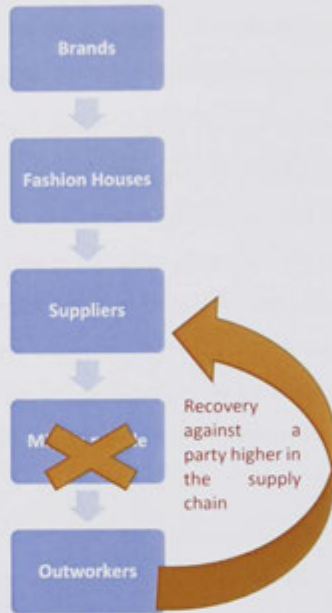 Brands
Fashion Houses
Suppliers
Recovery
against a
party higher in
the supply
chain
Outworkers